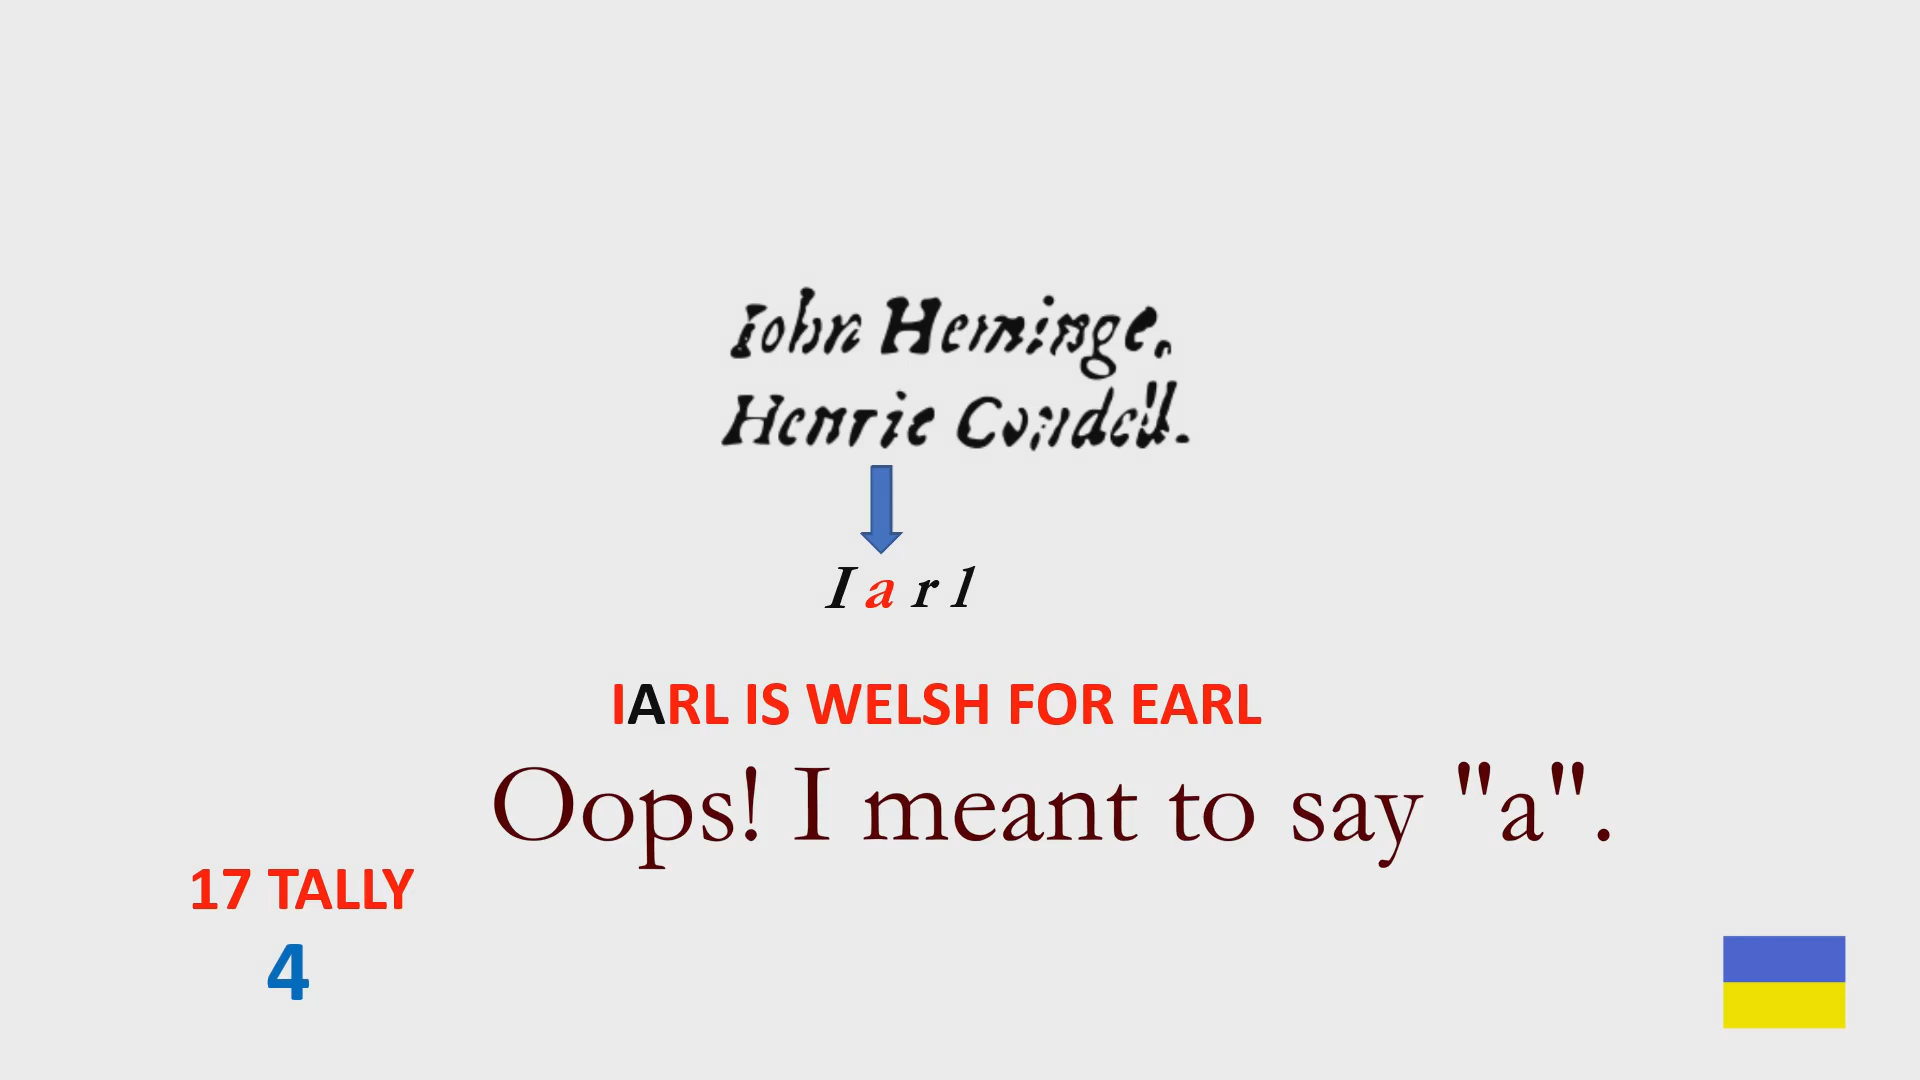 Iohn Heminge.
Henrie Condell.
I a r l
IARL IS WELSH FOR EARL
Oops! I meant to say "a".
17 TALLY
4